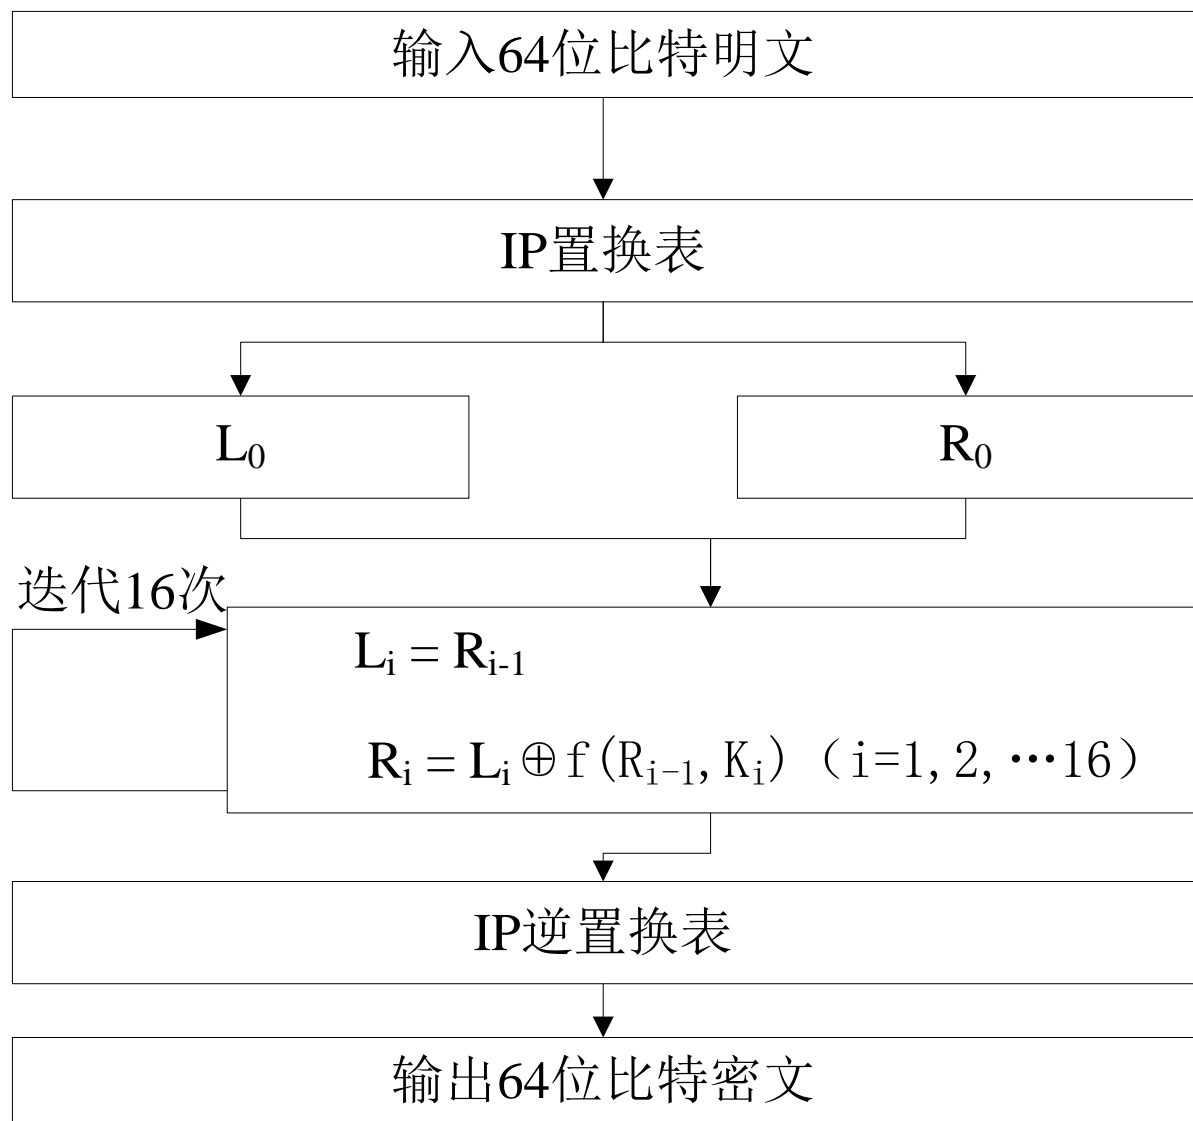 输入64位比特明文
IP置换表
L₀
R₀
迭代16次
Lᵢ = Rᵢ₋₁
Rᵢ = Lᵢ⊕f(Rᵢ₋₁,Kᵢ)（i=1,2,…16）
IP逆置换表
输出64位比特密文